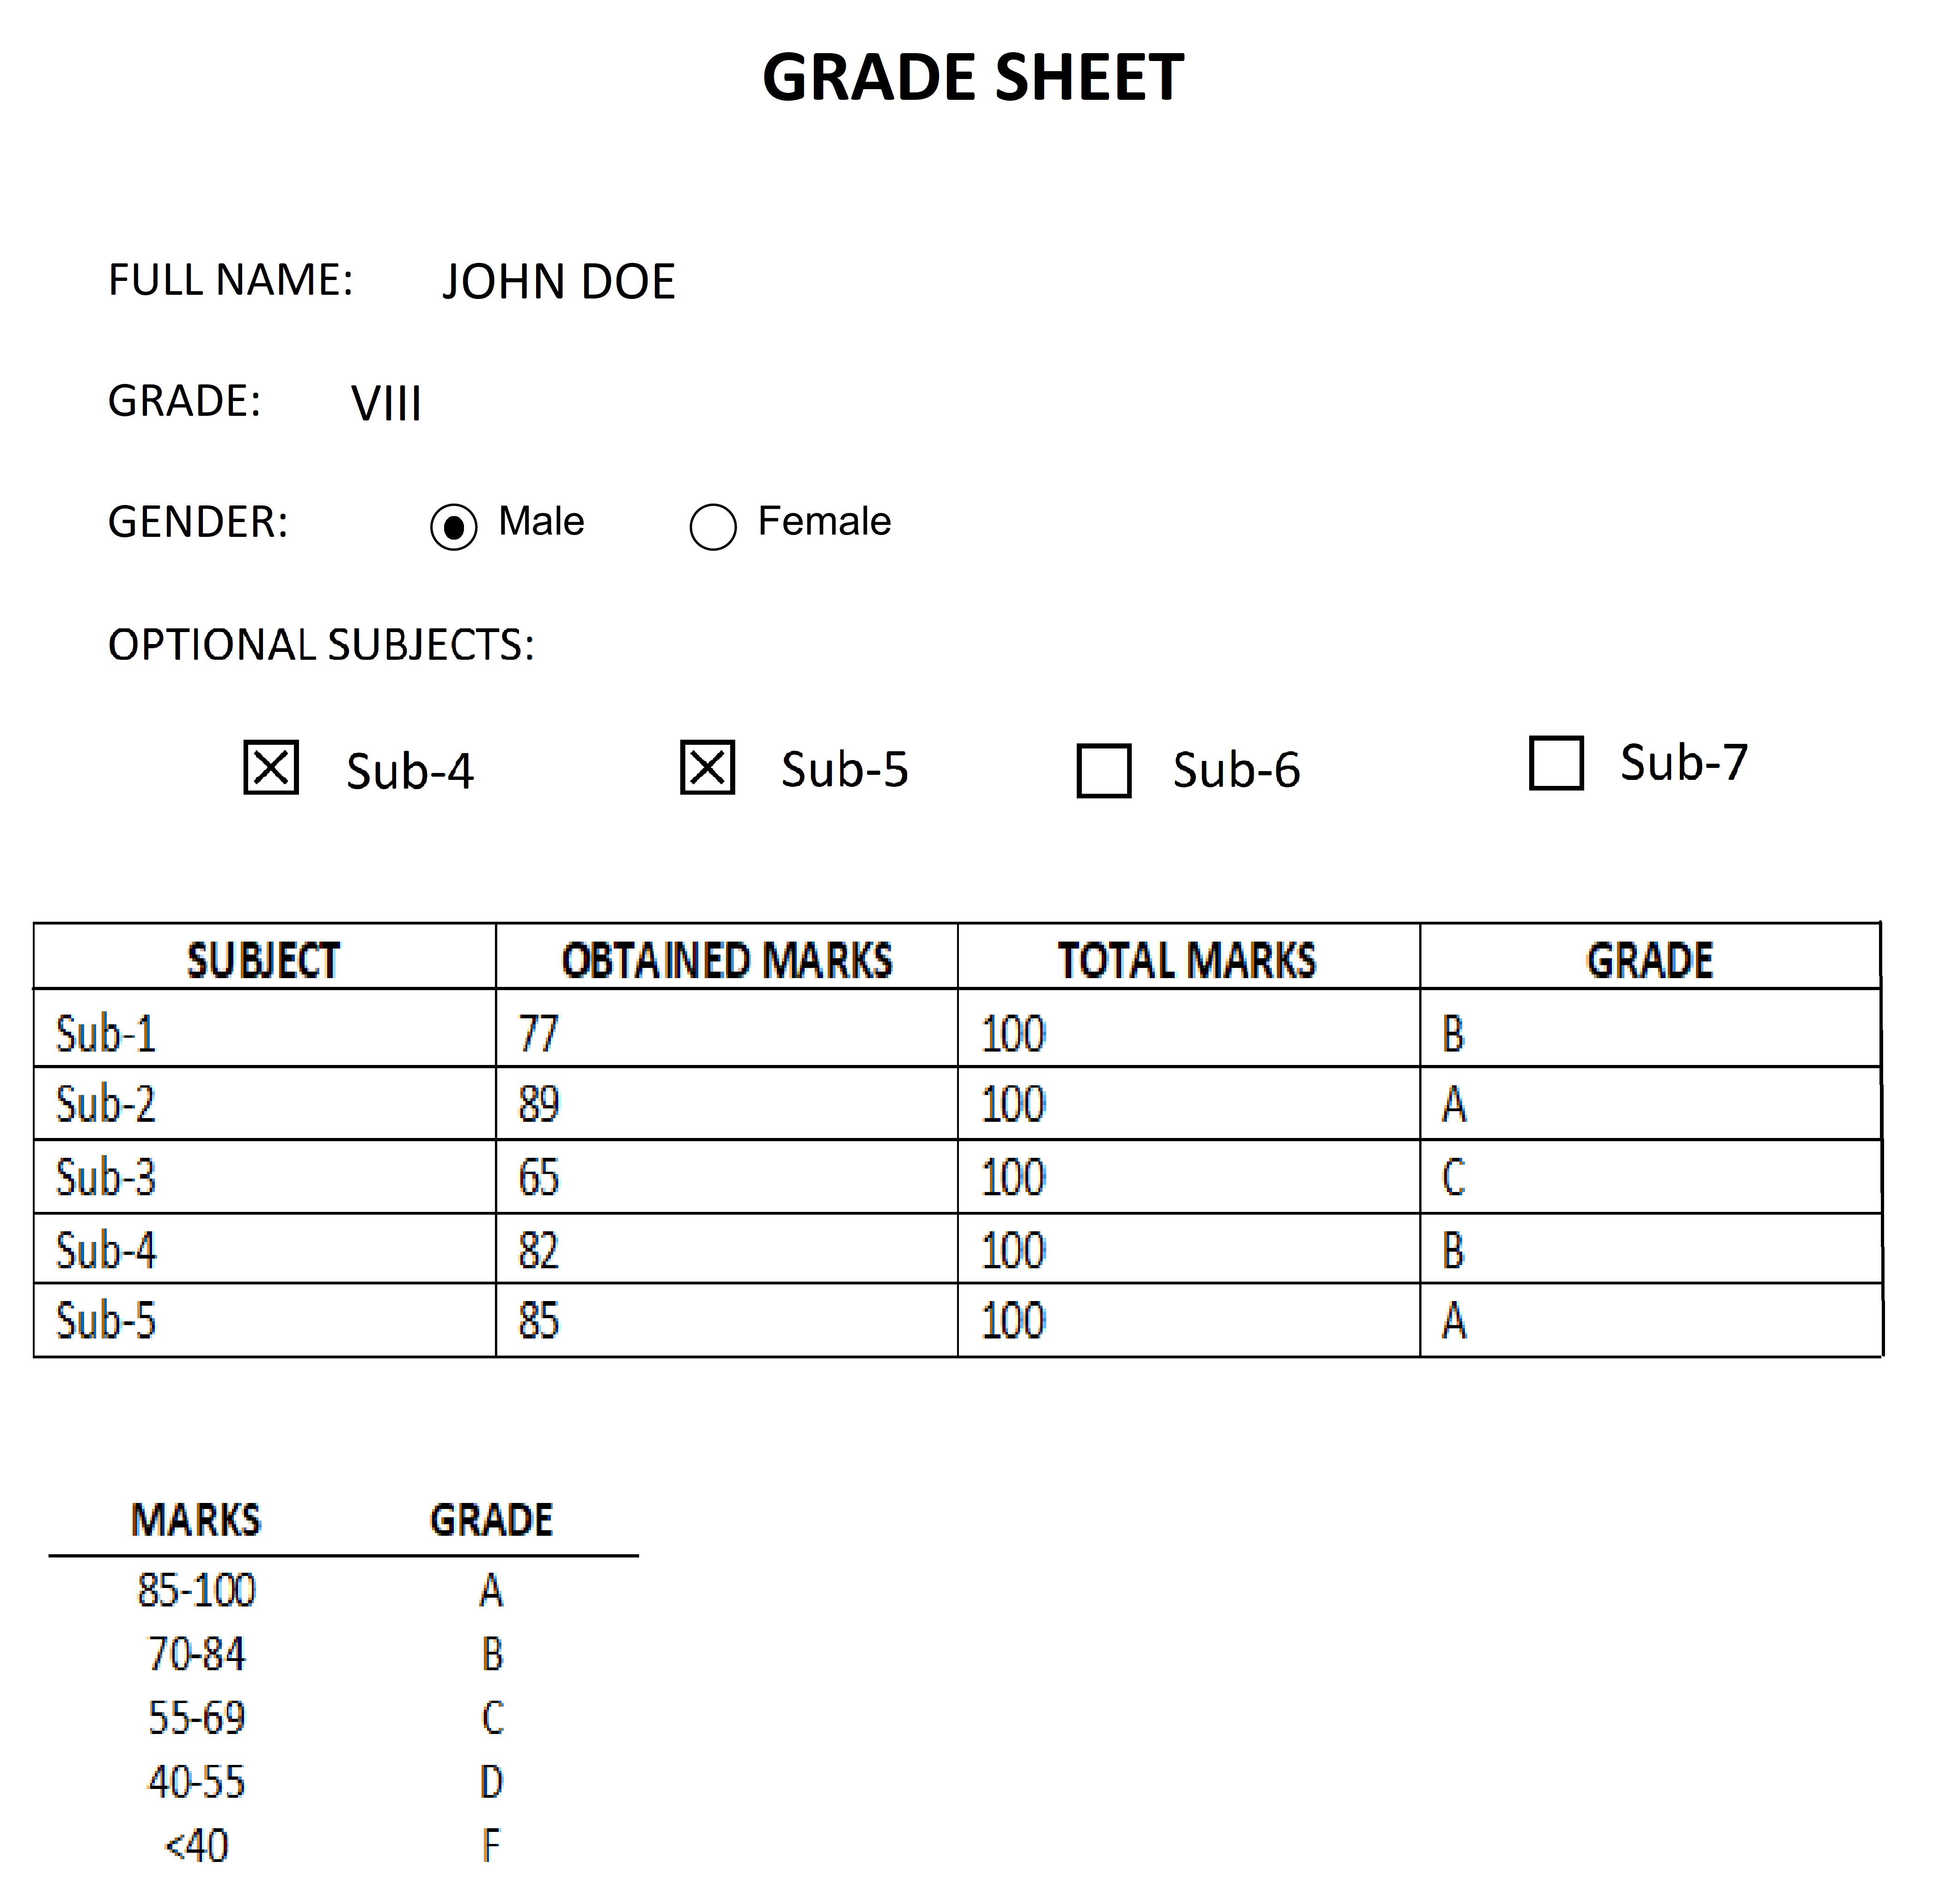 GRADE SHEET
FULL NAME: JOHN DOE
GRADE: VIII
GENDER: Male Female
OPTIONAL SUBJECTS:
Sub-4 Sub-5 Sub-6 Sub-7
SUBJECT OBTAINED MARKS TOTAL MARKS GRADE
Sub-1 77 100 B
Sub-2 89 100 A
Sub-3 65 100 C
Sub-4 82 100 B
Sub-5 85 100 A
MARKS GRADE
85-100 A
70-84 B
55-69 C
40-55 D
<40 F